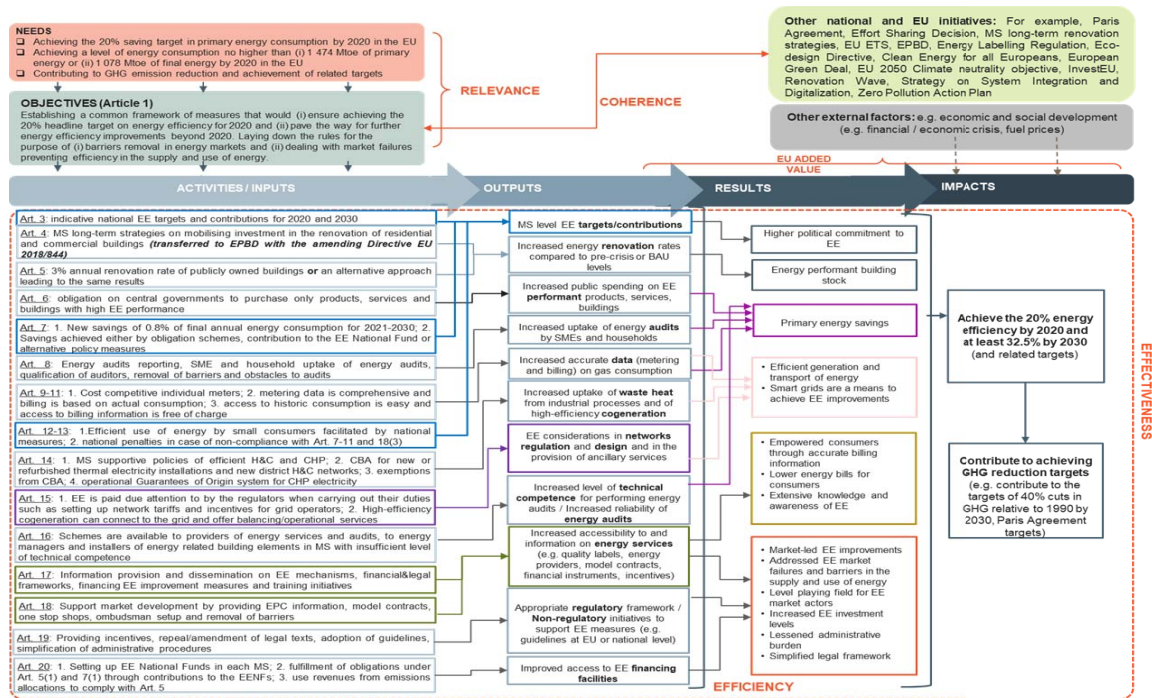 NEEDS
❑ Achieving the 20% saving target in primary energy consumption by 2020 in the EU
❑ Achieving a level of energy consumption no higher than (i) 1 474 Mtoe of primary
energy or (ii) 1 078 Mtoe of final energy by 2020 in the EU
❑ Contributing to GHG emission reduction and achievement of related targets
OBJECTIVES (Article 1)
Establishing a common framework of measures that would (i) ensure achieving the
20% headline target on energy efficiency for 2020 and (ii) pave the way for further
energy efficiency improvements beyond 2020. Laying down the rules for the
purpose of (i) barriers removal in energy markets and (ii) dealing with market failures
preventing efficiency in the supply and use of energy.
RELEVANCE
COHERENCE
Other national and EU initiatives: For example, Paris
Agreement, Effort Sharing Decision, MS long-term renovation
strategies, EU ETS, EPBD, Energy Labelling Regulation, Eco-
design Directive, Clean Energy for all Europeans, European
Green Deal, EU 2050 Climate neutrality objective, InvestEU,
Renovation Wave, Strategy on System Integration and
Digitalization, Zero Pollution Action Plan
Other external factors: e.g. economic and social development
(e.g. financial / economic crisis, fuel prices)
EU ADDED
VALUE
ACTIVITIES / INPUTS
OUTPUTS
RESULTS
IMPACTS
Art. 3: indicative national EE targets and contributions for 2020 and 2030
Art. 4: MS long-term strategies on mobilising investment in the renovation of residential
and commercial buildings (transferred to EPBD with the amending Directive EU
2018/844)
Art. 5: 3% annual renovation rate of publicly owned buildings or an alternative approach
leading to the same results
Art. 6: obligation on central governments to purchase only products, services and
buildings with high EE performance
Art. 7: 1. New savings of 0.8% of final annual energy consumption for 2021-2030; 2.
Savings achieved either by obligation schemes, contribution to the EE National Fund or
alternative policy measures
Art. 8: Energy audits reporting, SME and household uptake of energy audits,
qualification of auditors, removal of barriers and obstacles to audits
Art. 9-11: 1. Cost competitive individual meters; 2. metering data is comprehensive and
billing is based on actual consumption; 3. access to historic consumption is easy and
access to billing information is free of charge
Art. 12-13: 1.Efficient use of energy by small consumers facilitated by national
measures; 2. national penalties in case of non-compliance with Art. 7-11 and 18(3)
Art. 14: 1. MS supportive policies of efficient H&C and CHP; 2. CBA for new or
refurbished thermal electricity installations and new district H&C networks; 3. exemptions
from CBA; 4. operational Guarantees of Origin system for CHP electricity
Art. 15: 1. EE is paid due attention to by the regulators when carrying out their duties
such as setting up network tariffs and incentives for grid operators; 2. High-efficiency
cogeneration can connect to the grid and offer balancing/operational services
Art. 16: Schemes are available to providers of energy services and audits, to energy
managers and installers of energy related building elements in MS with insufficient level
of technical competence
Art. 17: Information provision and dissemination on EE mechanisms, financial&legal
frameworks, financing EE improvement measures and training initiatives
Art. 18: Support market development by providing EPC information, model contracts,
one stop shops, ombudsman setup and removal of barriers
Art. 19: Providing incentives, repeal/amendment of legal texts, adoption of guidelines,
simplification of administrative procedures
Art. 20: 1. Setting up EE National Funds in each MS; 2. fulfillment of obligations under
Art. 5(1) and 7(1) through contributions to the EENFs; 3. use revenues from emissions
allocations to comply with Art. 5
MS level EE targets/contributions
Increased energy renovation rates
compared to pre-crisis or BAU
levels
Increased public spending on EE
performant products, services,
buildings
Increased uptake of energy audits
by SMEs and households
Increased accurate data (metering
and billing) on gas consumption
Increased uptake of waste heat
from industrial processes and of
high-efficiency cogeneration
EE considerations in networks
regulation and design and in the
provision of ancillary services
Increased level of technical
competence for performing energy
audits / Increased reliability of
energy audits
Increased accessibility to and
information on energy services
(e.g. quality labels, energy
providers, model contracts,
financial instruments, incentives)
Appropriate regulatory framework /
Non-regulatory initiatives to
support EE measures (e.g.
guidelines at EU or national level)
Improved access to EE financing
facilities
Higher political commitment to
EE
Energy performant building
stock
Primary energy savings
• Efficient generation and
transport of energy
• Smart grids are a means to
achieve EE improvements
• Empowered consumers
through accurate billing
information
• Lower energy bills for
consumers
• Extensive knowledge and
awareness of EE
• Market-led EE improvements
• Addressed EE market
failures and barriers in the
supply and use of energy
• Level playing field for EE
market actors
• Increased EE investment
levels
• Lessened administrative
burden
• Simplified legal framework
Achieve the 20% energy
efficiency by 2020 and
at least 32.5% by 2030
(and related targets)
Contribute to achieving
GHG reduction targets
(e.g. contribute to the
targets of 40% cuts in
GHG relative to 1990 by
2030, Paris Agreement
targets)
EFFECTIVENESS
EFFICIENCY